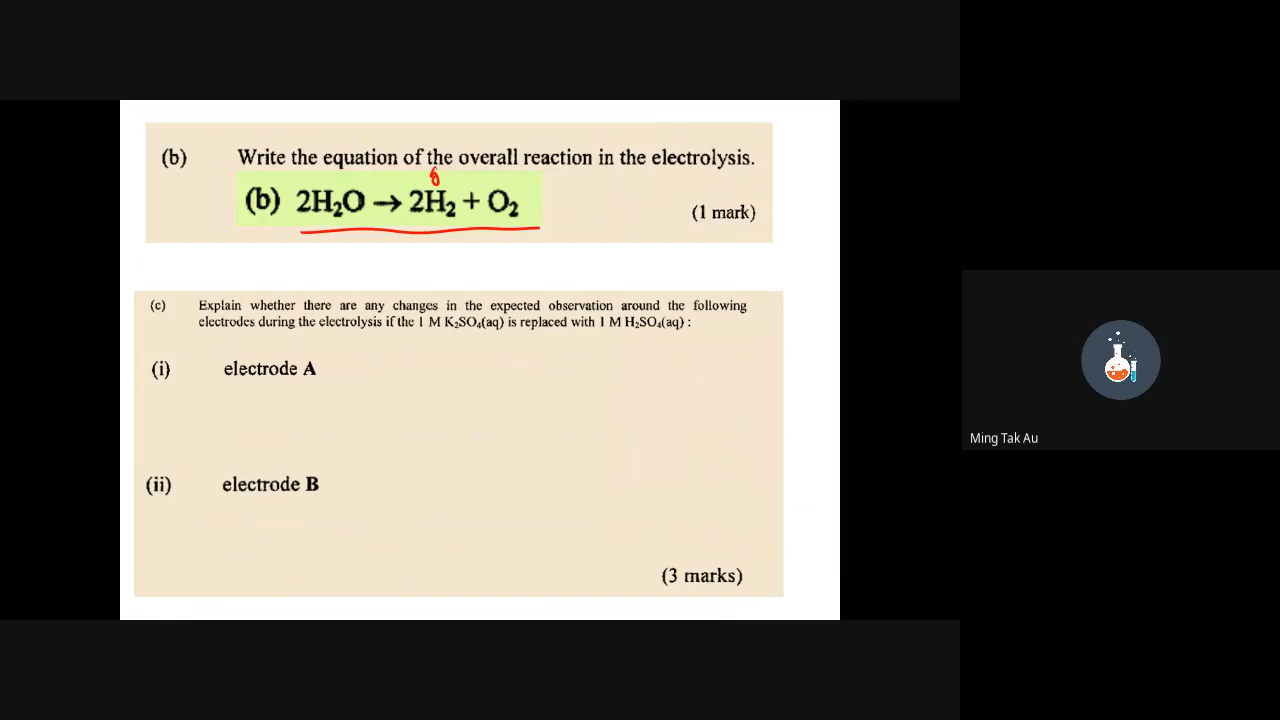 (b) Write the equation of the overall reaction in the electrolysis.
(b) 2H₂O → 2H₂ + O₂
(1 mark)
(c) Explain whether there are any changes in the expected observation around the following
electrodes during the electrolysis if the 1 M K₂SO₄(aq) is replaced with 1 M H₂SO₄(aq) :
(i) electrode A
(ii) electrode B
(3 marks)
Ming Tak Au